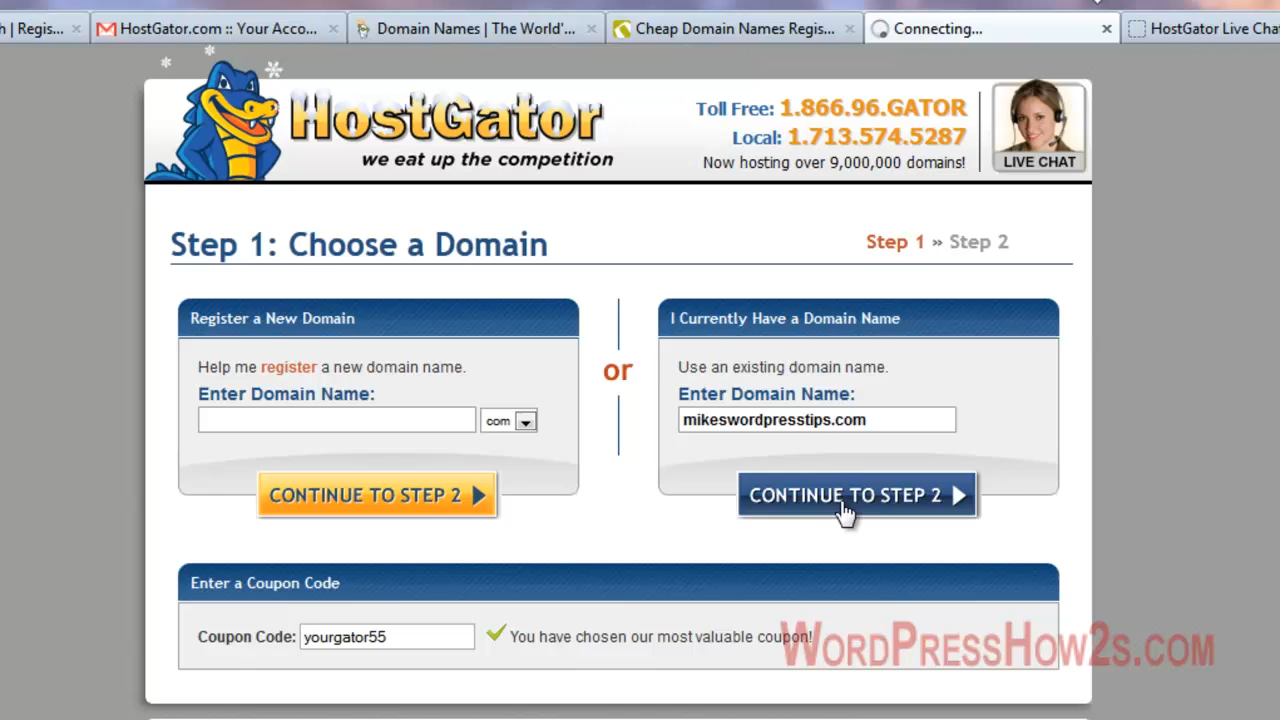 h | Regis...
HostGator.com :: Your Acco...
Domain Names | The World'...
Cheap Domain Names Regis...
Connecting...
HostGator Live Cha
HostGator
we eat up the competition
Toll Free: 1.866.96.GATOR
Local: 1.713.574.5287
Now hosting over 9,000,000 domains!
LIVE CHAT
Step 1: Choose a Domain
Step 1 » Step 2
Register a New Domain
Help me register a new domain name.
Enter Domain Name:
com
CONTINUE TO STEP 2
or
I Currently Have a Domain Name
Use an existing domain name.
Enter Domain Name:
mikeswordpresstips.com
CONTINUE TO STEP 2
Enter a Coupon Code
Coupon Code: yourgator55 You have chosen our most valuable coupon!
WordPressHow2s.com